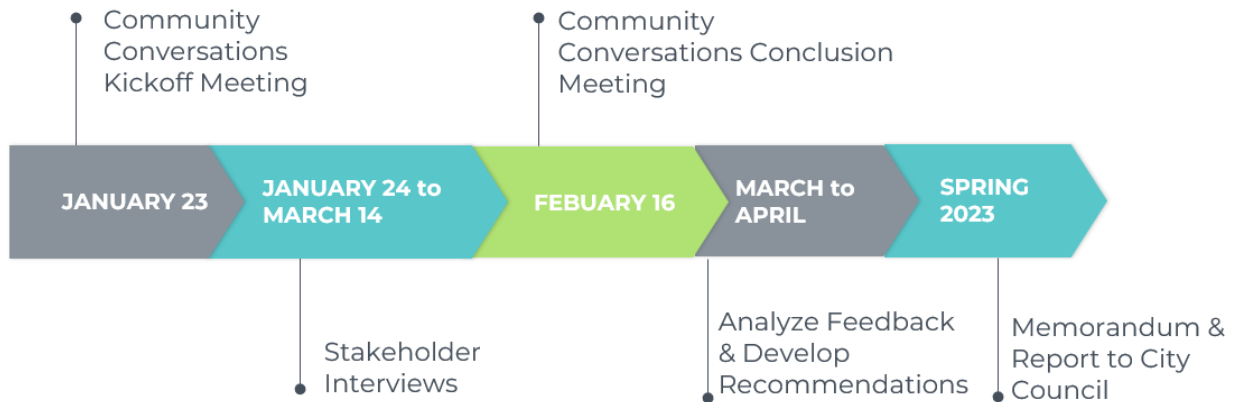 Community
Conversations
Kickoff Meeting
Community
Conversations Conclusion
Meeting
JANUARY 23
JANUARY 24 to
MARCH 14
FEBUARY 16
MARCH to
APRIL
SPRING
2023
Stakeholder
Interviews
Analyze Feedback
& Develop
Recommendations
Memorandum &
Report to City
Council